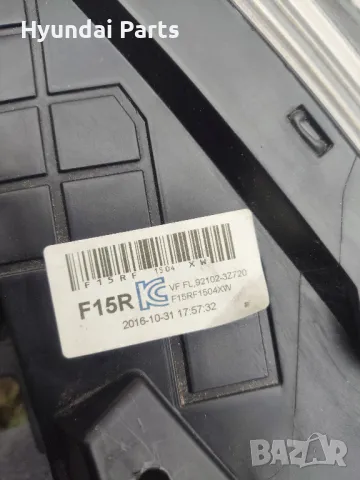 Hyundai Parts
F15RF 1504 XW
F15R
VF FL,92102-3Z720
F15RF1504XW
2016-10-31 17:57:32
BAZAR